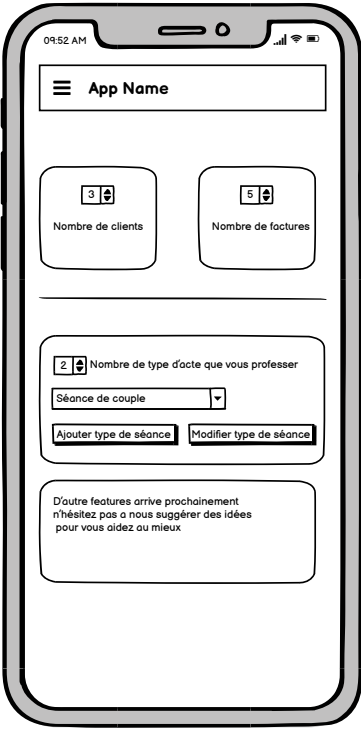 09:52 AM
App Name
3
5
Nombre de clients
Nombre de factures
2 Nombre de type d'acte que vous professer
Séance de couple
Ajouter type de séance
Modifier type de séance
D'autre features arrive prochainement
n'hésitez pas a nous suggérer des idées
pour vous aidez au mieux